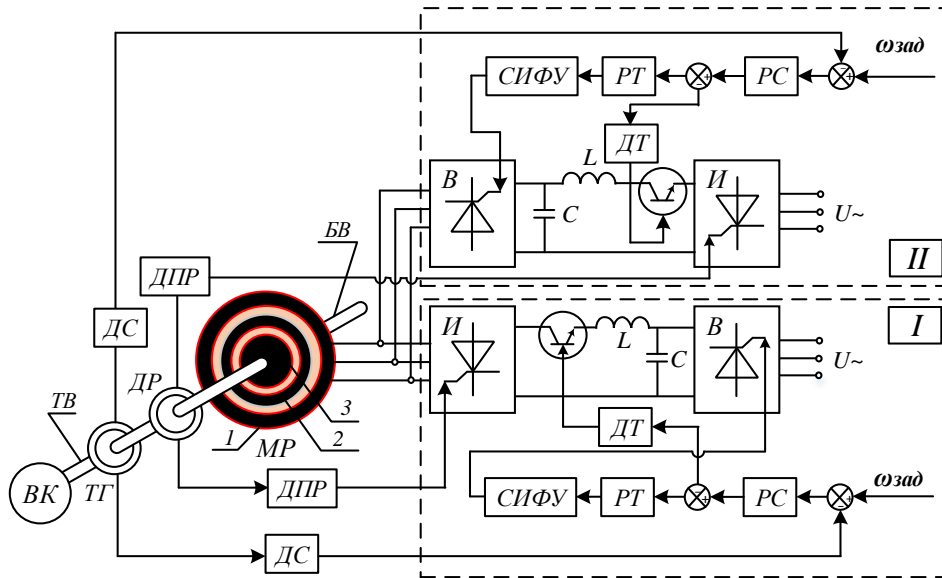 ωзад
СИФУ
РТ
РС
ДТ
L
В
И
С
U~
БВ
II
ДПР
I
ДС
И
L
С
В
U~
ДР
ТВ
3
2
1
МР
ДТ
ωзад
ВК
ТГ
ДПР
СИФУ
РТ
РС
ДС